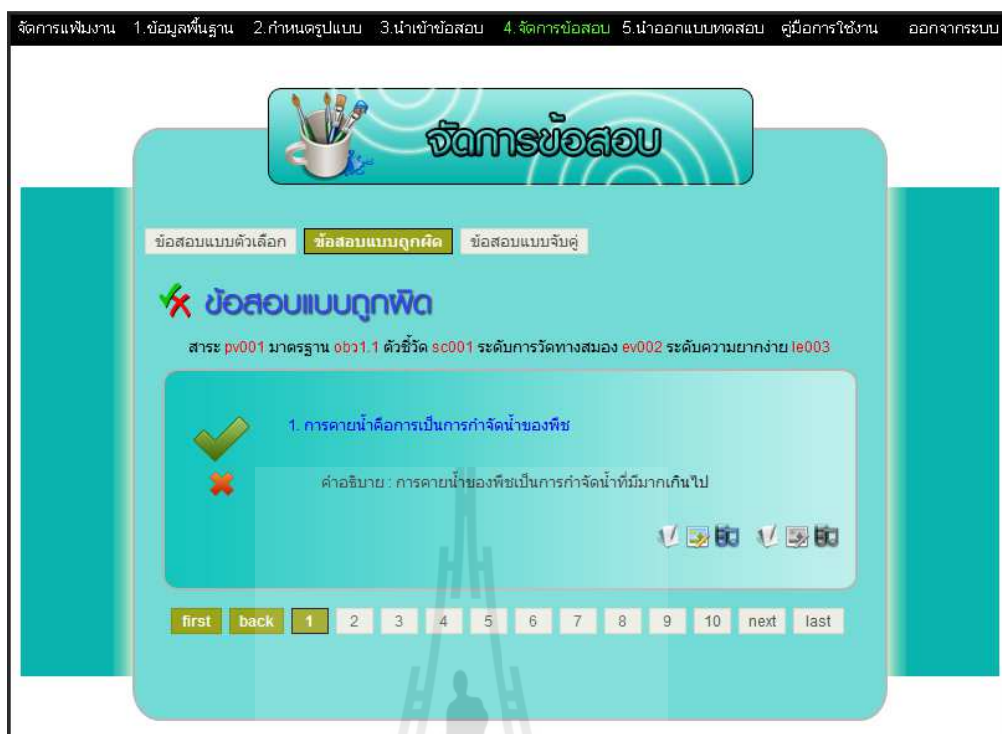 จัดการแฟ้มงาน 1.ข้อมูลพื้นฐาน 2.กำหนดรูปแบบ 3.นำเข้าข้อสอบ 4.จัดการข้อสอบ 5.นำออกแบบทดสอบ คู่มือการใช้งาน ออกจากระบบ
จัดการข้อสอบ
ข้อสอบแบบตัวเลือก ข้อสอบแบบถูกผิด ข้อสอบแบบจับคู่
ข้อสอบแบบถูกผิด
สาระ pv001 มาตรฐาน obว1.1 ตัวชี้วัด sc001 ระดับการวัดทางสมอง ev002 ระดับความยากง่าย le003
1. การคายน้ำคือการเป็นการกำจัดน้ำของพืช
คำอธิบาย : การคายน้ำของพืชเป็นการกำจัดน้ำที่มีมากเกินไป
first back 1 2 3 4 5 6 7 8 9 10 next last